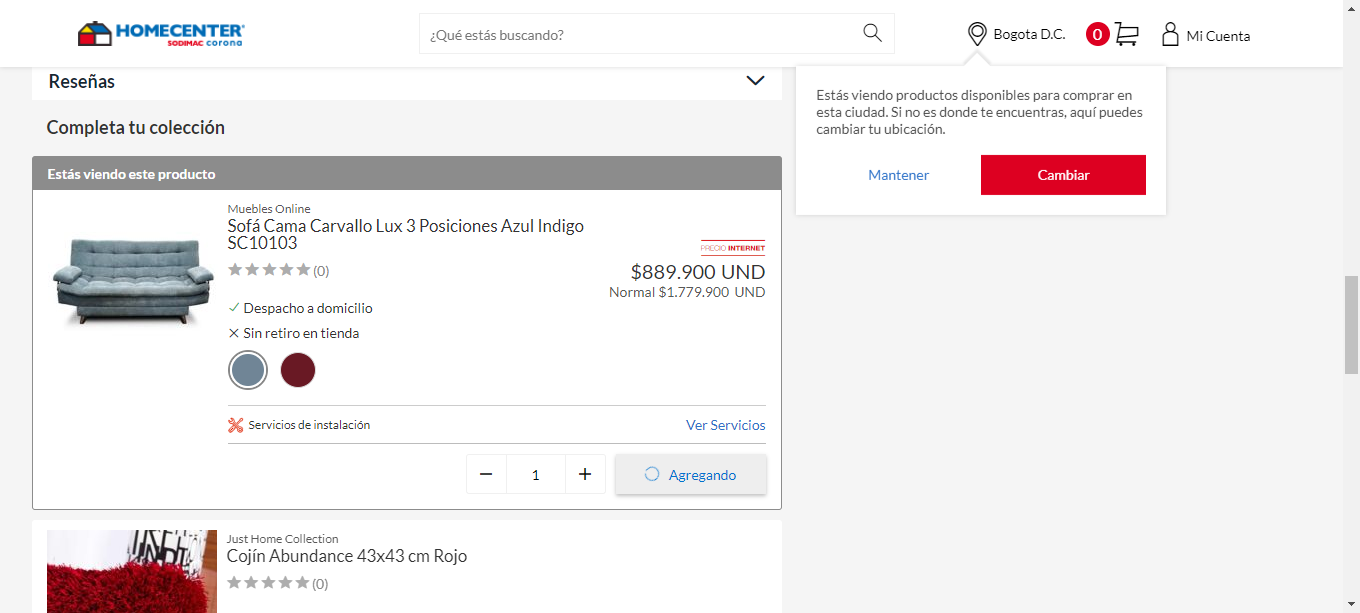 HOMECENTER
SODIMAC corona
¿Qué estás buscando?
Bogota D.C.
0
Mi Cuenta
Reseñas
Estás viendo productos disponibles para comprar en
esta ciudad. Si no es donde te encuentras, aquí puedes
cambiar tu ubicación.
Mantener
Cambiar
Completa tu colección
Estás viendo este producto
Muebles Online
Sofá Cama Carvallo Lux 3 Posiciones Azul Indigo
SC10103
(0)
PRECIO INTERNET
$889.900 UND
Normal $1.779.900 UND
Despacho a domicilio
Sin retiro en tienda
Servicios de instalación
Ver Servicios
1
Agregando
Just Home Collection
Cojín Abundance 43x43 cm Rojo
(0)